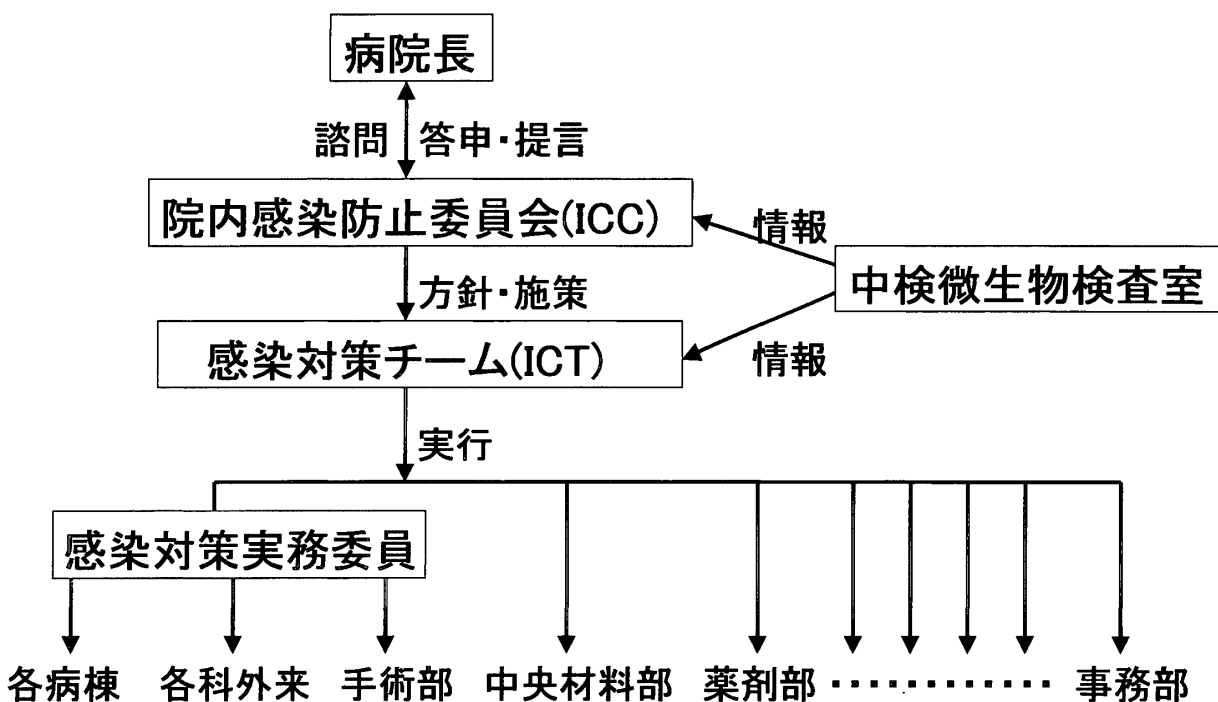 病院長
諮問 答申・提言
院内感染防止委員会(ICC)
情報
中検微生物検査室
方針・施策
感染対策チーム(ICT)
情報
実行
感染対策実務委員
各病棟 各科外来 手術部 中央材料部 薬剤部 ・・・・・・・・・・・・ 事務部